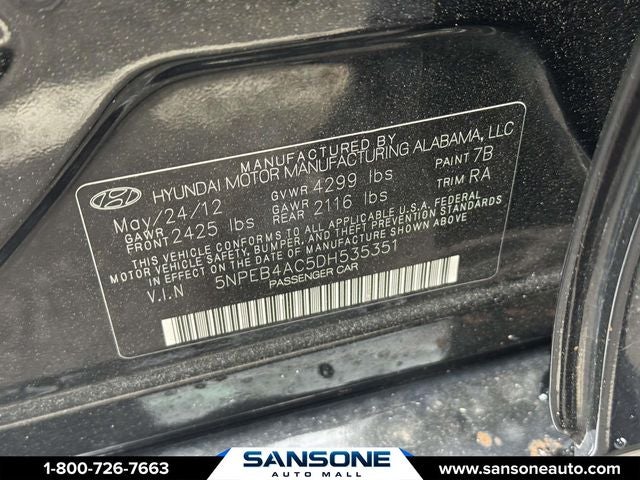 MANUFACTURED BY
HYUNDAI MOTOR MANUFACTURING ALABAMA, LLC
May/24/12 GVWR 4299 lbs PAINT 7B
GAWR FRONT 2425 lbs GAWR REAR 2116 lbs TRIM RA
THIS VEHICLE CONFORMS TO ALL APPLICABLE U.S.A. FEDERAL
MOTOR VEHICLE SAFETY, BUMPER, AND THEFT PREVENTION STANDARDS
IN EFFECT ON THE DATE OF MANUFACTURE SHOWN ABOVE
V.I.N 5NPEB4AC5DH535351
PASSENGER CAR
1-800-726-7663
SANSONE
AUTO MALL
www.sansoneauto.com